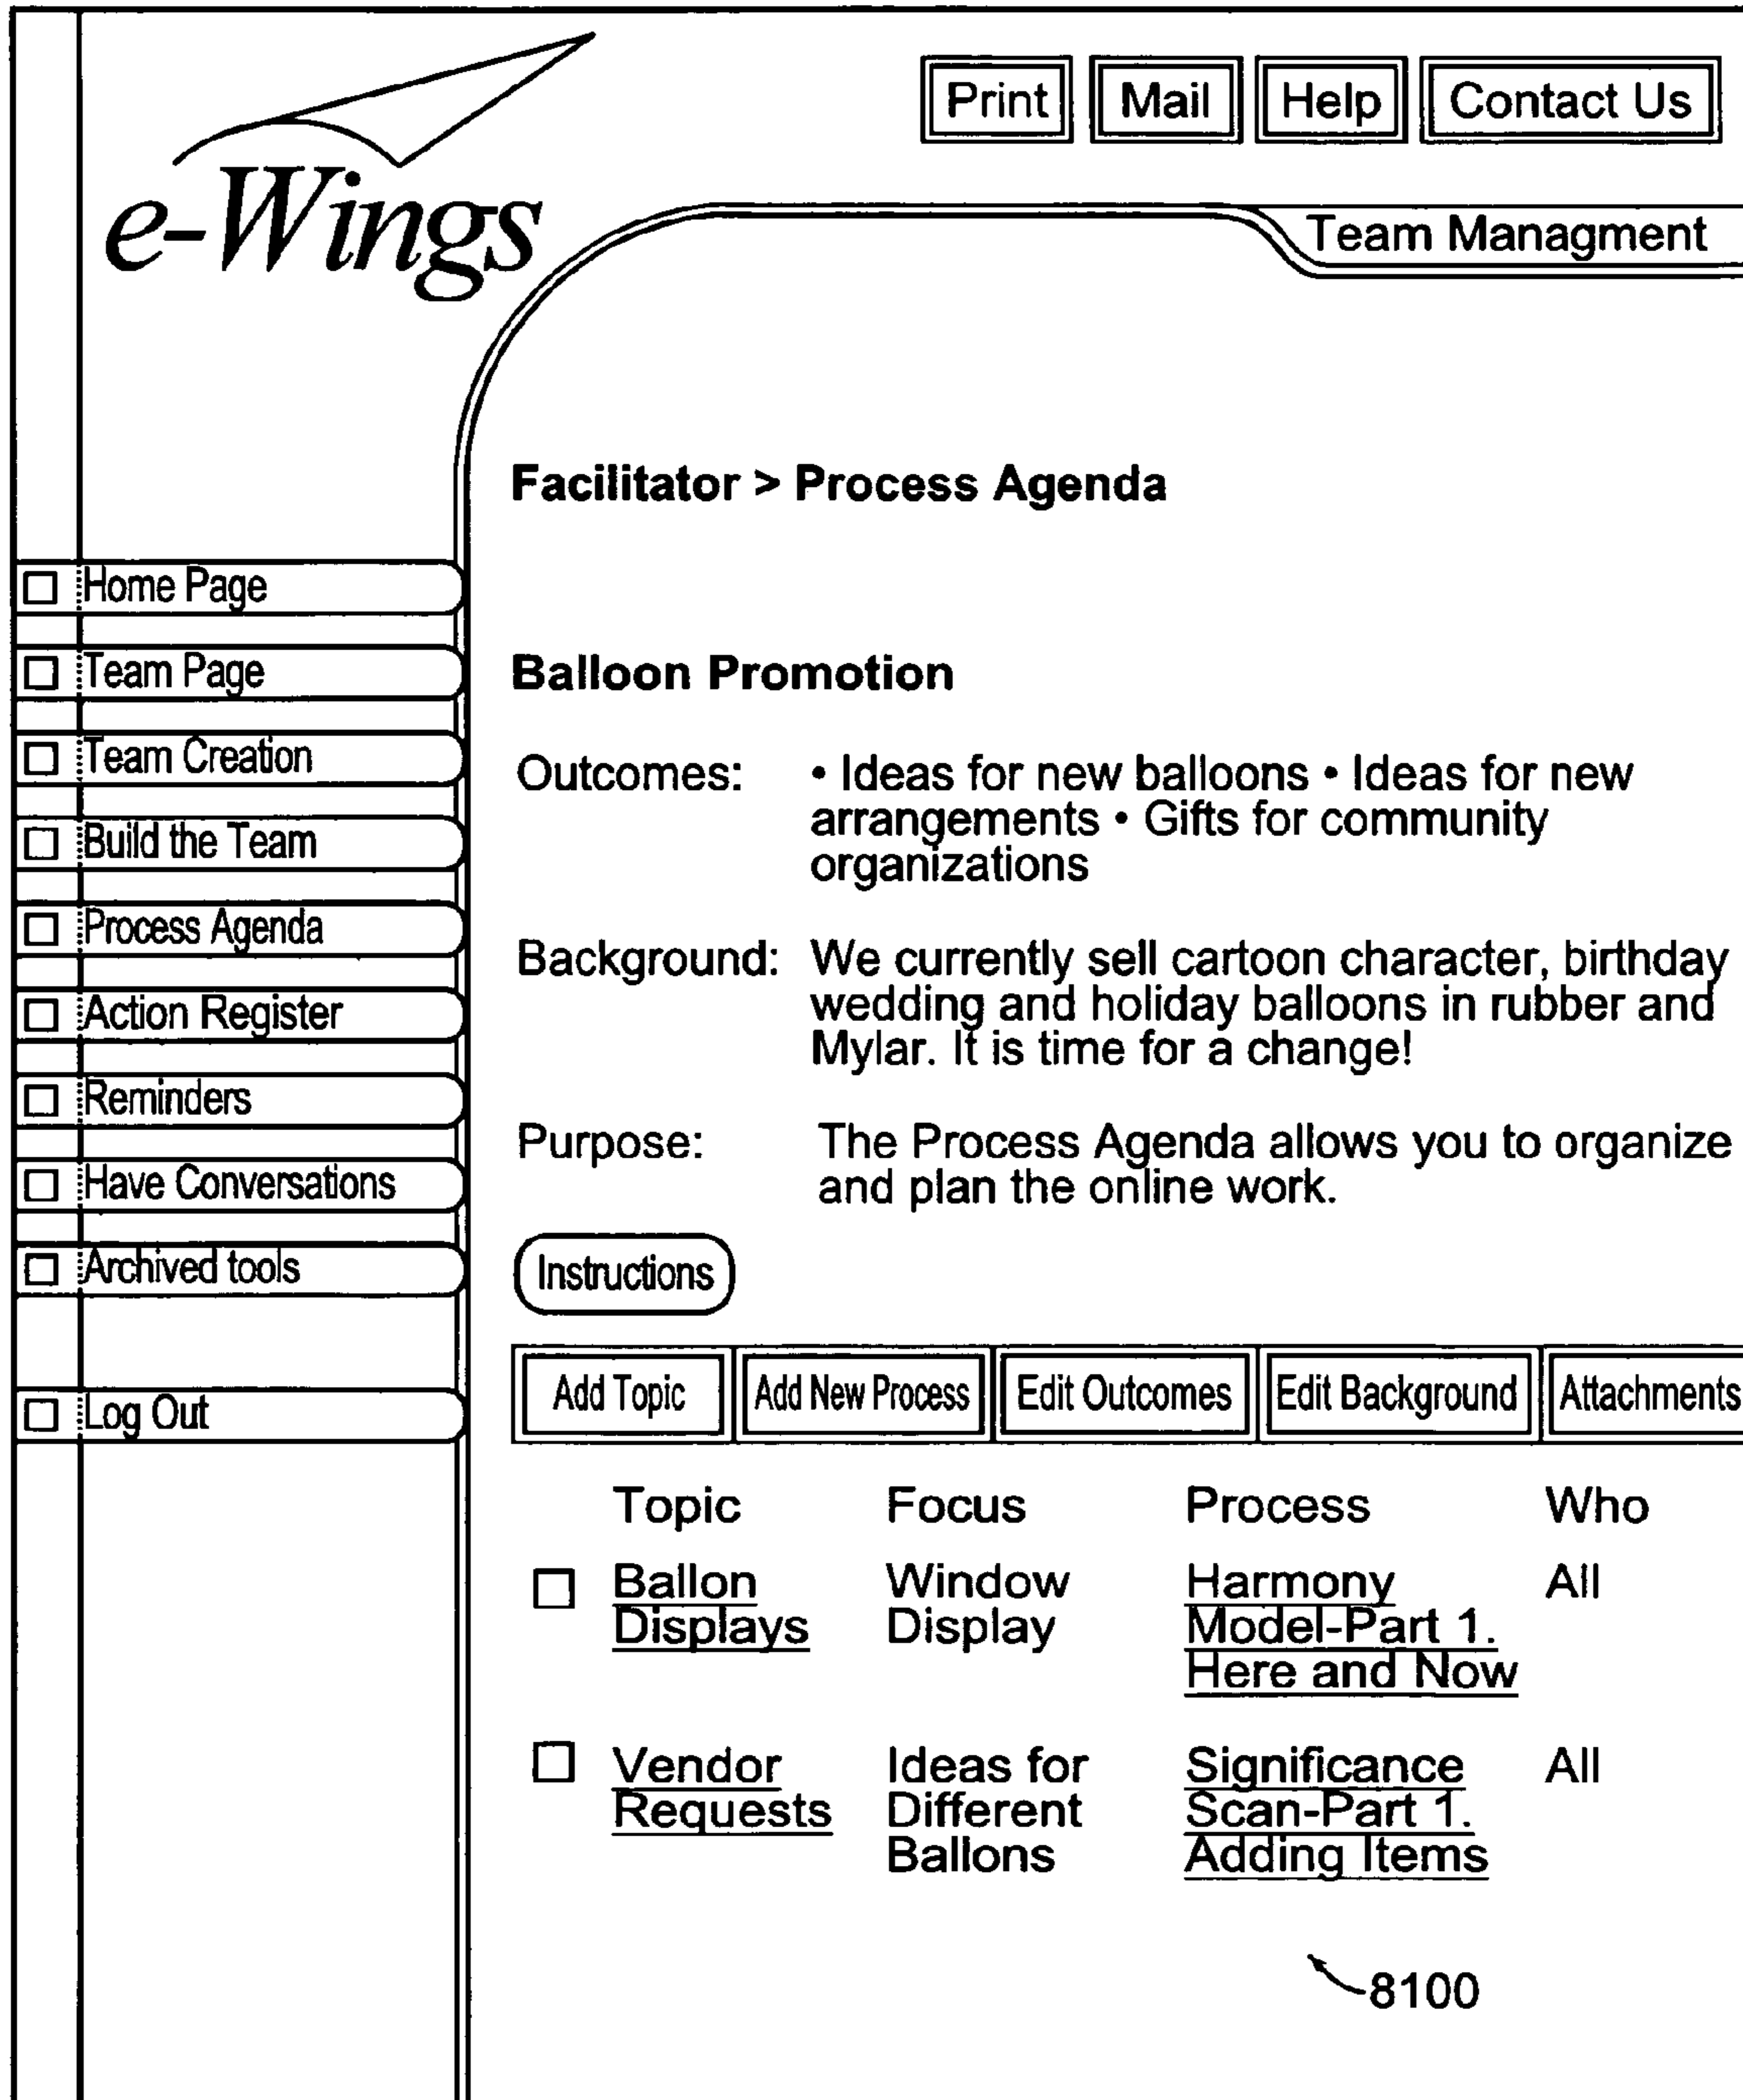 Print Mail Help Contact Us
e-Wings
Team Managment
Facilitator > Process Agenda
Home Page
Team Page
Team Creation
Build the Team
Process Agenda
Action Register
Reminders
Have Conversations
Archived tools
Log Out
Balloon Promotion
Outcomes: • Ideas for new balloons • Ideas for new
arrangements • Gifts for community
organizations
Background: We currently sell cartoon character, birthday
wedding and holiday balloons in rubber and
Mylar. It is time for a change!
Purpose: The Process Agenda allows you to organize
and plan the online work.
Instructions
Add Topic Add New Process Edit Outcomes Edit Background Attachments
Topic Focus Process Who
Ballon Window Harmony All
Displays Display Model-Part 1.
Here and Now
Vendor Ideas for Significance All
Requests Different Scan-Part 1.
Ballons Adding Items
8100